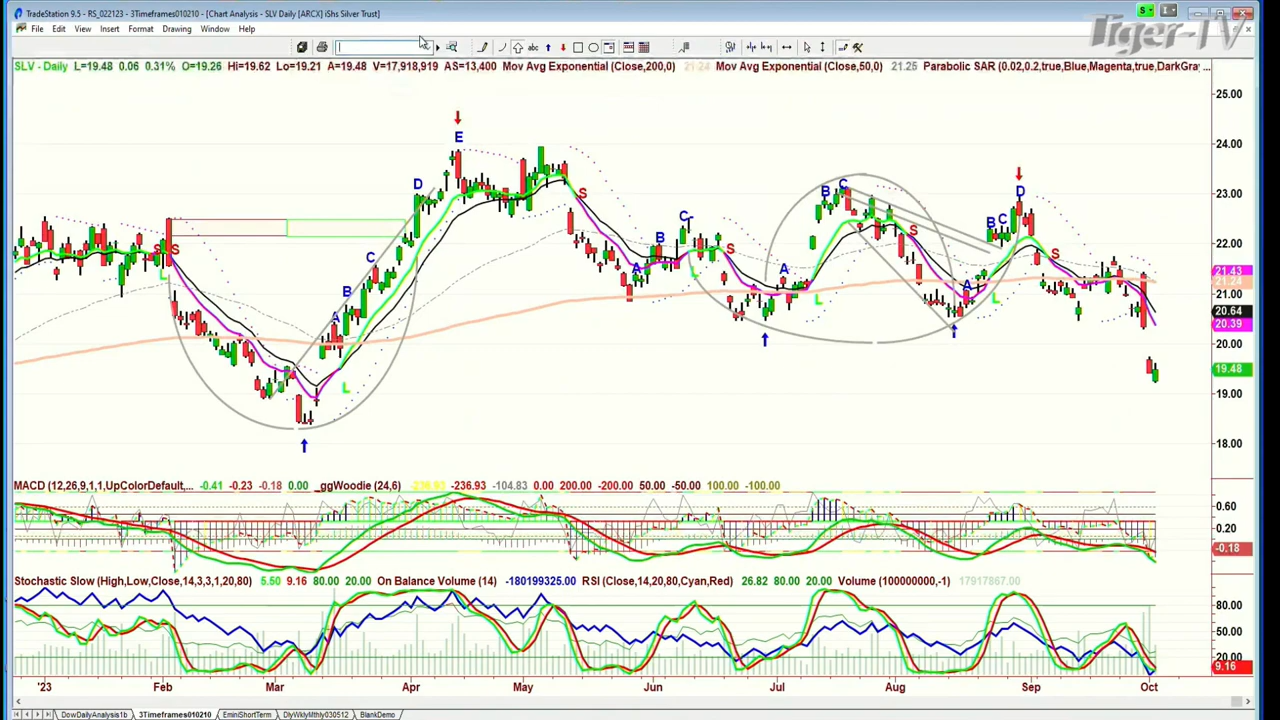 TradeStation 9.5 - RS_022123 - 3Timeframes010210 - [Chart Analysis - SLV Daily [ARCX] iShs Silver Trust]
Tiger-TV
File Edit View Insert Format Drawing Window Help
SLV - Daily L=19.48 0.06 0.31% O=19.26 Hi=19.62 Lo=19.21 A=19.48 V=17,918,919 AS=13,400 Mov Avg Exponential (Close,200,0) 21.24 Mov Avg Exponential (Close,50,0) 21.25 Parabolic SAR (0.02,0.2,true,Blue,Magenta,true,DarkGra...
25.00
E
24.00
D S 23.00
B C B C D
S S C S S 22.00
L A B L A L A L 21.43
21.24
21.00
20.64
20.39
A B C L 20.00
19.48
19.00
18.00
MACD (12,26,9,1,1,UpColorDefault,... -0.41 -0.23 -0.18 0.00 _ggWoodie (24,6) -236.93 -236.93 -104.83 0.00 200.00 -200.00 50.00 -50.00 100.00 -100.00
0.60
0.20
-0.18
Stochastic Slow (High,Low,Close,14,3,3,1,20,80) 5.50 9.16 80.00 20.00 On Balance Volume (14) -180199325.00 RSI (Close,14,20,80,Cyan,Red) 26.82 80.00 20.00 Volume (100000000,-1) 17917867.00
80.00
50.00
20.00
9.16
'23 Feb Mar Apr May Jun Jul Aug Sep Oct
DowDailyAnalysis1b 3Timeframes010210 EminiShortTerm DlyWklyMthly030512 BlankDemo